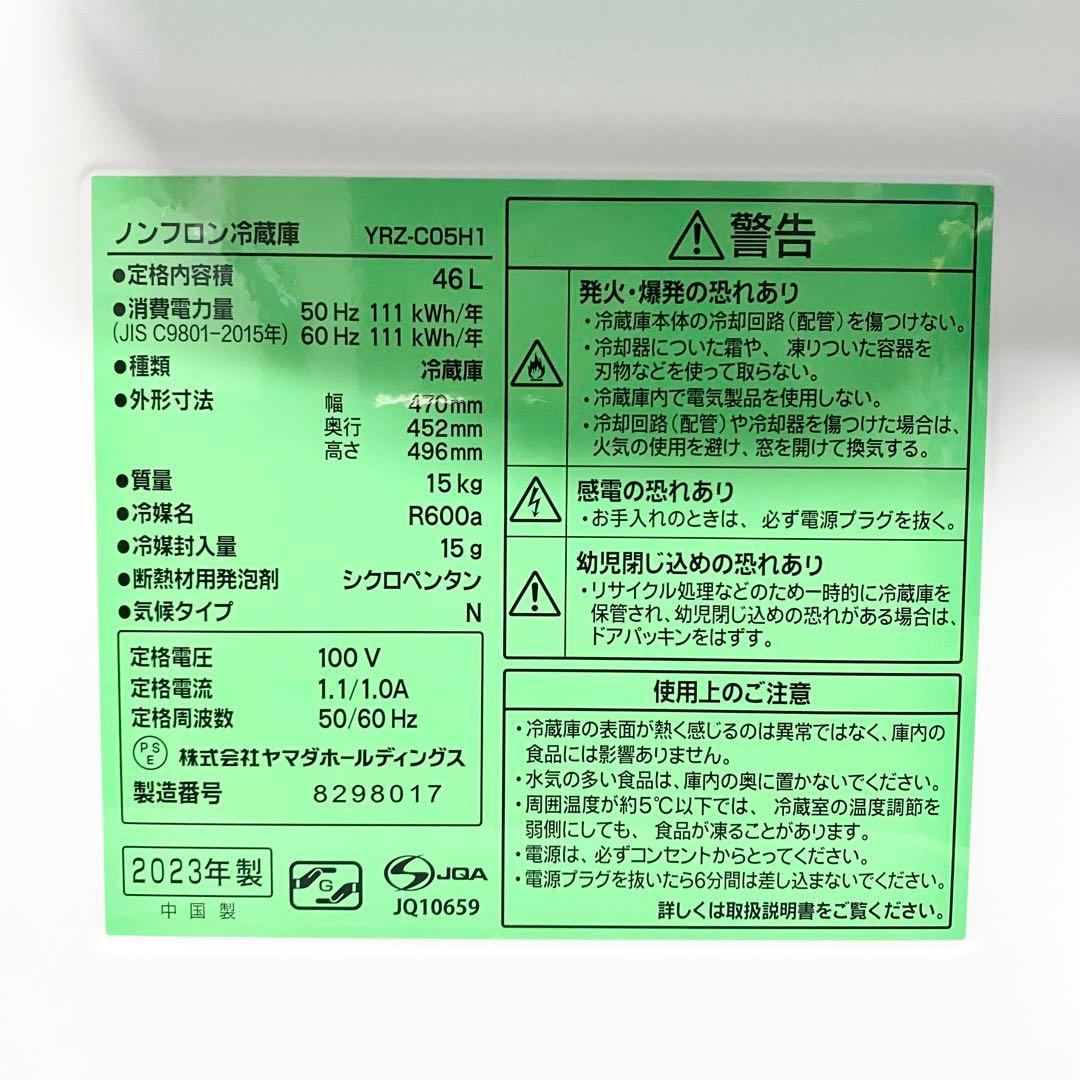 ノンフロン冷蔵庫 YRZ-C05H1
●定格内容積 46 L
●消費電力量 50 Hz 111 kWh/年
(JIS C9801-2015年) 60 Hz 111 kWh/年
●種類 冷蔵庫
●外形寸法 幅 470mm
奥行 452mm
高さ 496mm
●質量 15 kg
●冷媒名 R600a
●冷媒封入量 15 g
●断熱材用発泡剤 シクロペンタン
●気候タイプ N
定格電圧 100 V
定格電流 1.1/1.0A
定格周波数 50/60 Hz
PSE 株式会社ヤマダホールディングス
製造番号 8298017
2023年製
中国製
G
JQA
JQ10659
警告
発火・爆発の恐れあり
・冷蔵庫本体の冷却回路(配管)を傷つけない。
・冷却器についた霜や、凍りついた容器を
刃物などを使って取らない。
・冷蔵庫内で電気製品を使用しない。
・冷却回路(配管)や冷却器を傷つけた場合は、
火気の使用を避け、窓を開けて換気する。
感電の恐れあり
・お手入れのときは、必ず電源プラグを抜く。
幼児閉じ込めの恐れあり
・リサイクル処理などのため一時的に冷蔵庫を
保管され、幼児閉じ込めの恐れがある場合は、
ドアパッキンをはずす。
使用上のご注意
・冷蔵庫の表面が熱く感じるのは異常ではなく、庫内の
食品には影響ありません。
・水気の多い食品は、庫内の奥に置かないでください。
・周囲温度が約5℃以下では、冷蔵室の温度調節を
弱側にしても、食品が凍ることがあります。
・電源は、必ずコンセントからとってください。
・電源プラグを抜いたら6分間は差し込まないでください。
詳しくは取扱説明書をご覧ください。